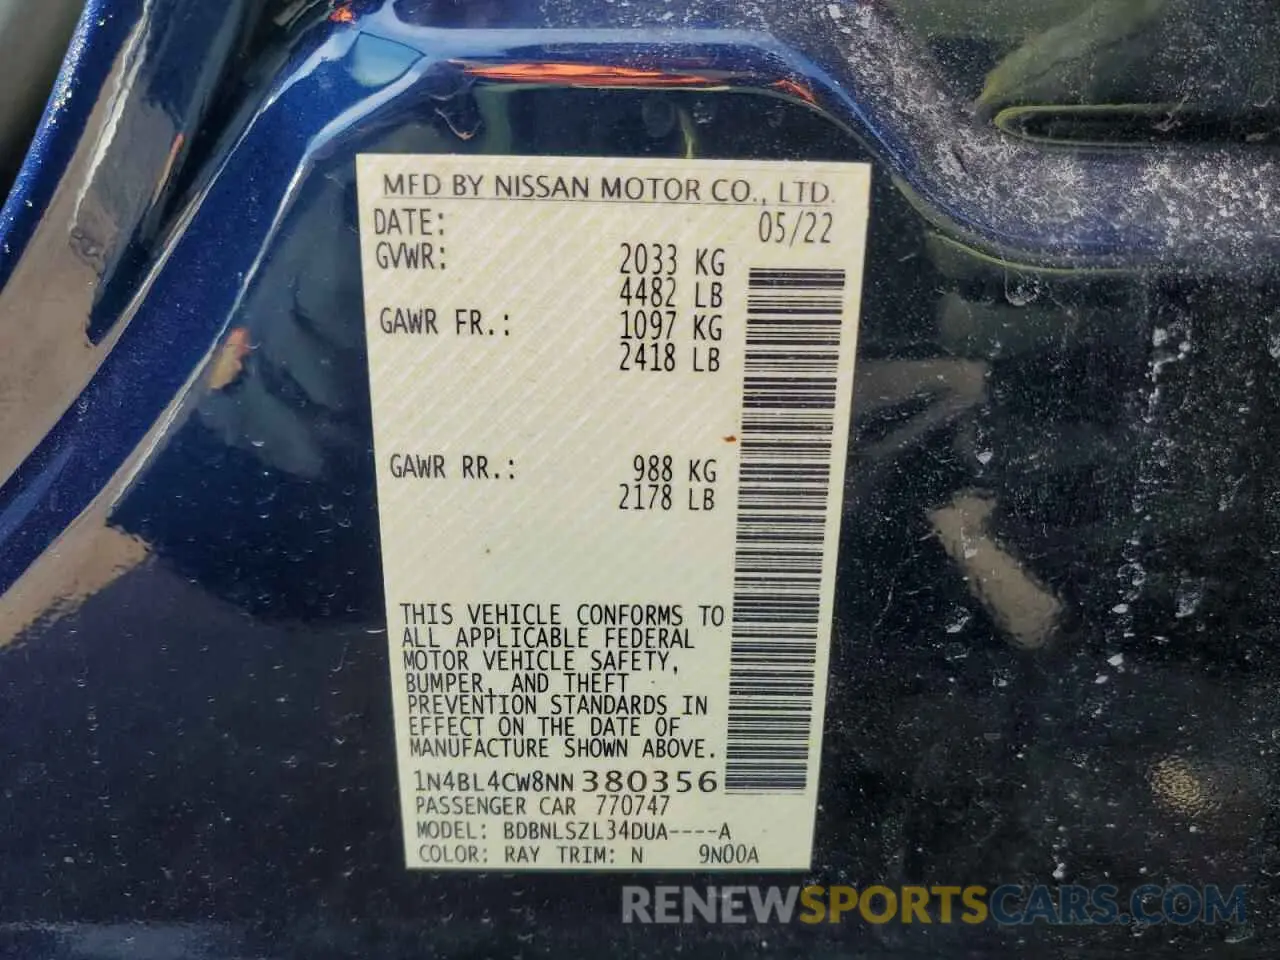 MFD BY NISSAN MOTOR CO., LTD.
DATE: 05/22
GVWR: 2033 KG
4482 LB
GAWR FR.: 1097 KG
2418 LB
GAWR RR.: 988 KG
2178 LB
THIS VEHICLE CONFORMS TO
ALL APPLICABLE FEDERAL
MOTOR VEHICLE SAFETY,
BUMPER, AND THEFT
PREVENTION STANDARDS IN
EFFECT ON THE DATE OF
MANUFACTURE SHOWN ABOVE.
1N4BL4CW8NN380356
PASSENGER CAR 770747
MODEL: BDBNLSZL34DUA----A
COLOR: RAY TRIM: N 9N00A
RENEWSPORTSCARS.COM